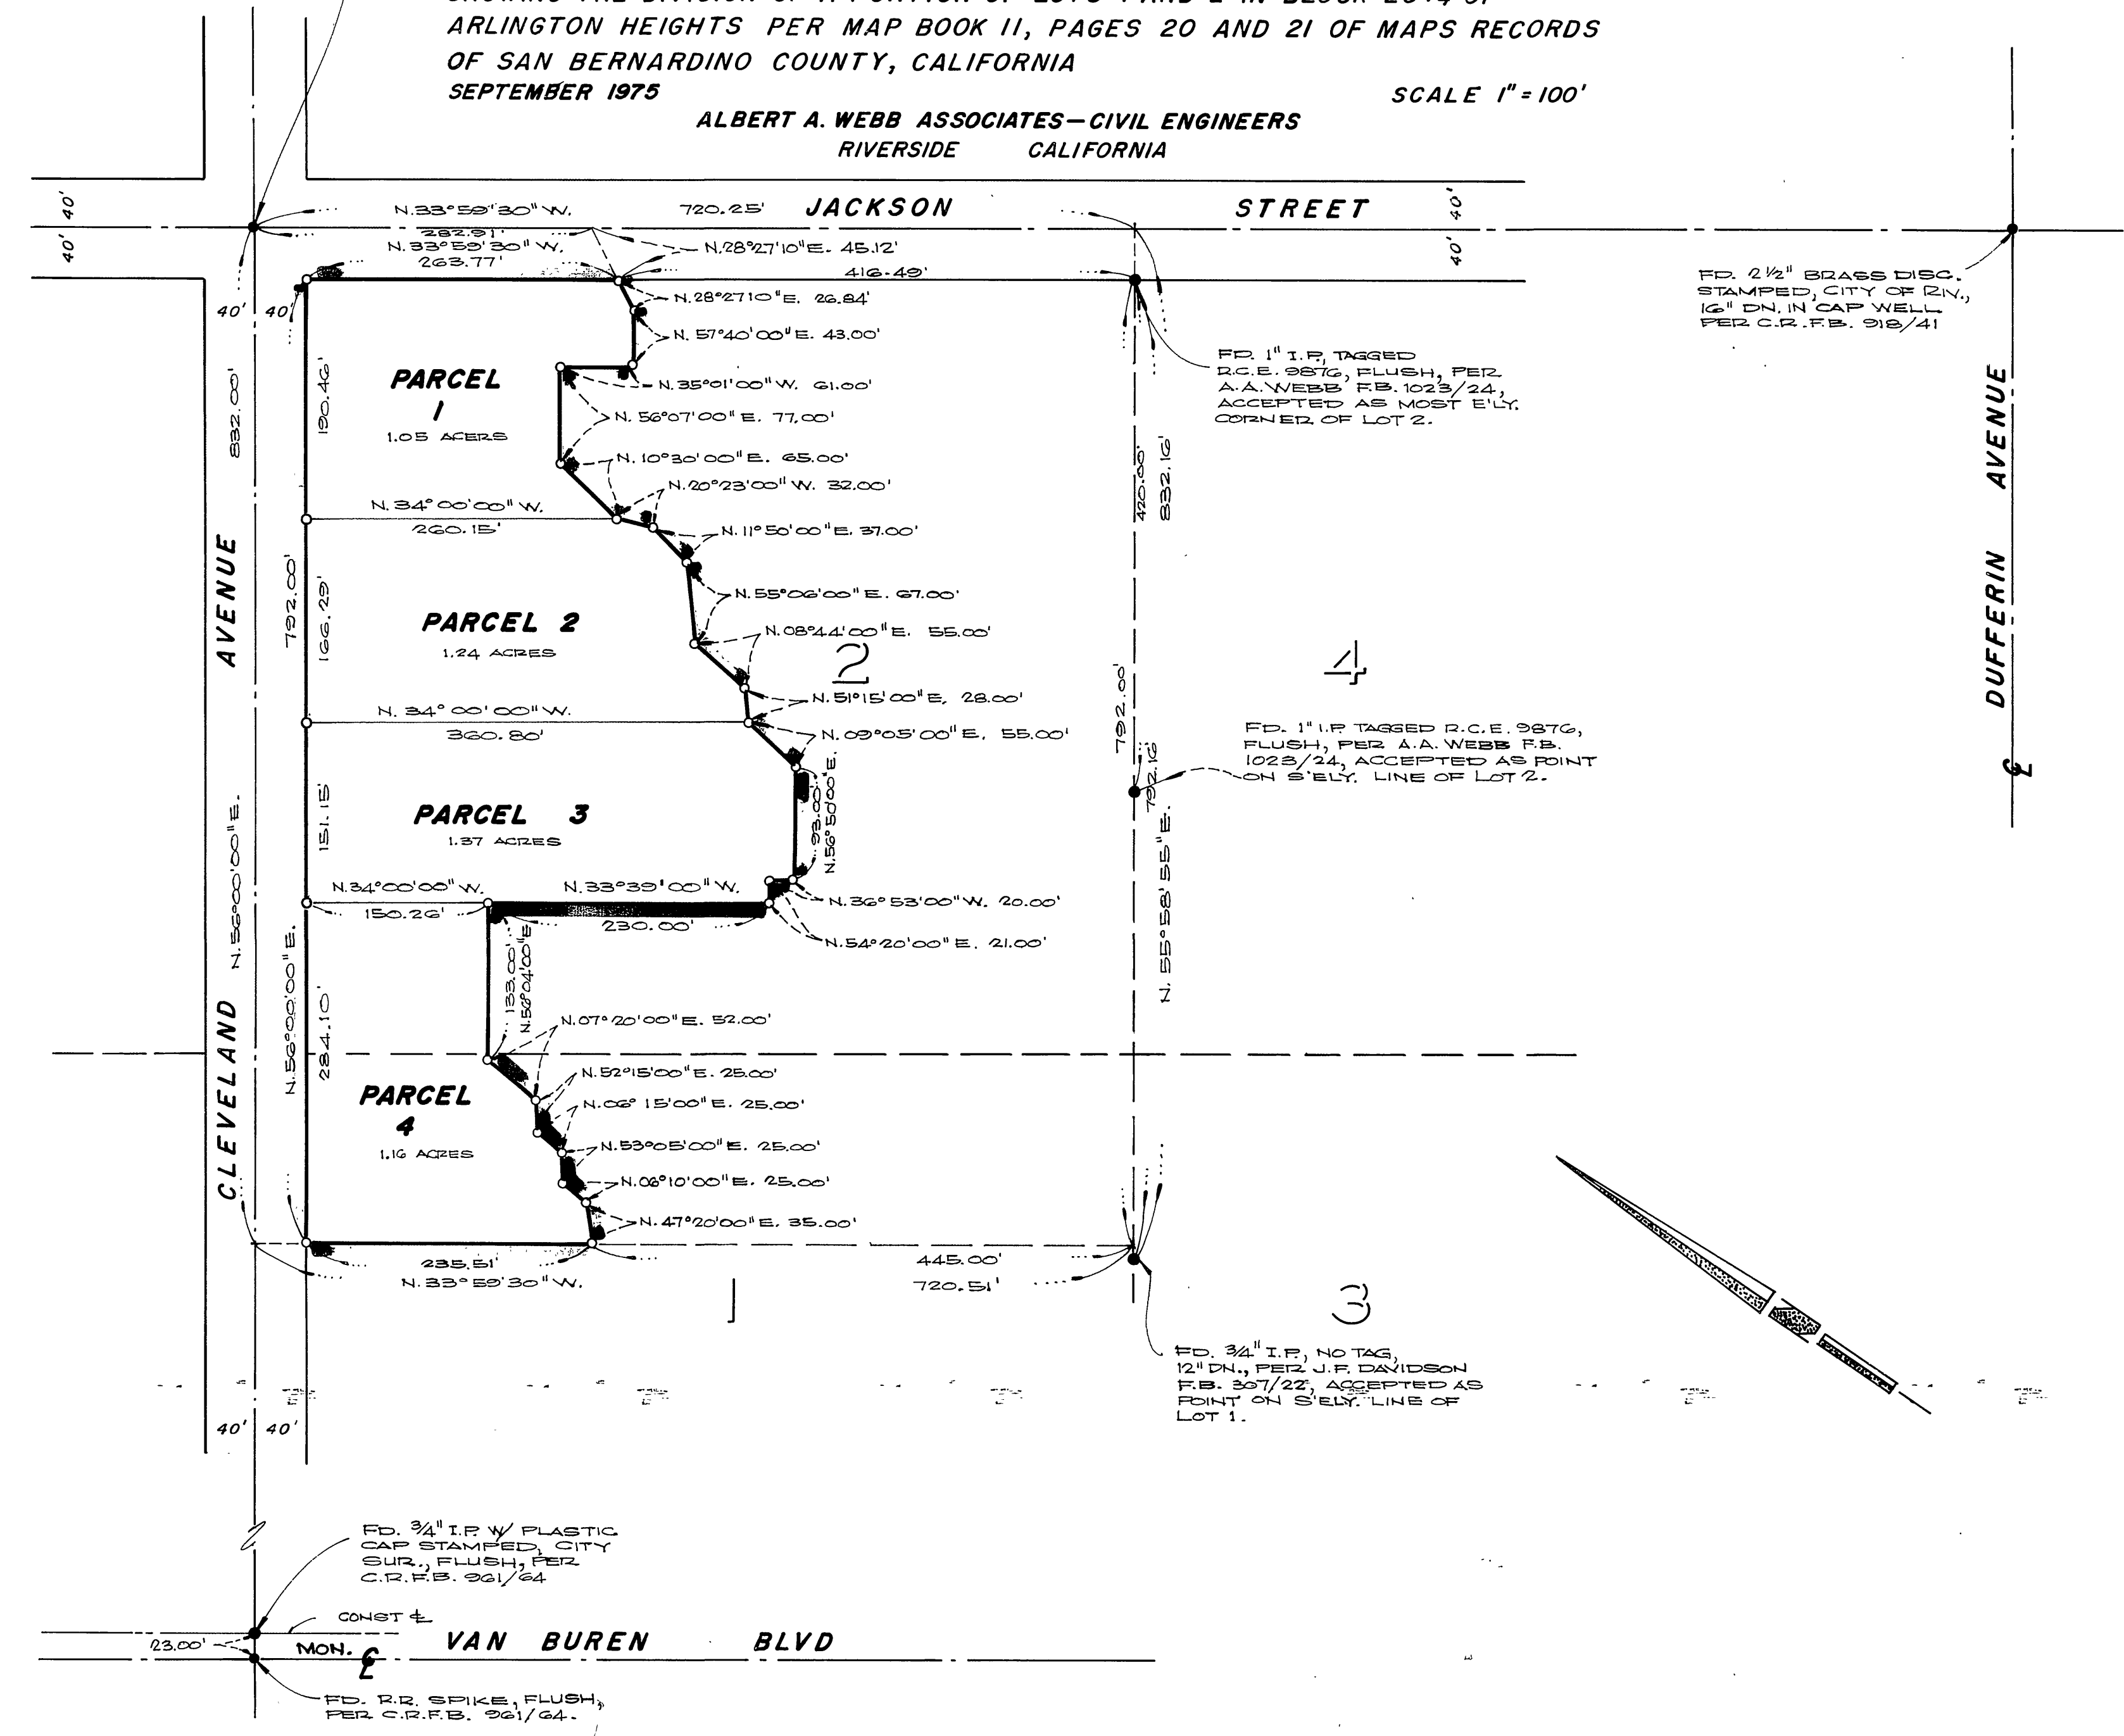 ARLINGTON HEIGHTS PER MAP BOOK 11, PAGES 20 AND 21 OF MAPS RECORDS
OF SAN BERNARDINO COUNTY, CALIFORNIA
SEPTEMBER 1975
SCALE 1"=100'
ALBERT A. WEBB ASSOCIATES—CIVIL ENGINEERS
RIVERSIDE CALIFORNIA
40' 40'
N.33°59'30"W. 720.25'
JACKSON STREET
40' 40'
282.91'
N.33°59'30"W.
263.77'
N.28°27'10"E. 45.12'
416.49'
N.28°27'10"E. 26.84'
N. 57°40'00"E. 43.00'
N.35°01'00"W. 61.00'
N. 56°07'00"E. 77.00'
N. 10°30'00"E. 65.00'
N.20°23'00"W. 32.00'
N. 11°50'00"E. 37.00'
N.55°06'00"E. 67.00'
N.08°44'00"E. 55.00'
N.51°15'00"E. 28.00'
N.09°05'00"E. 55.00'
93.00'
N.56°50'00"E.
N.36°53'00"W. 20.00'
N.54°20'00"E. 21.00'
40' 40'
PARCEL
1
1.05 ACERS
N. 34°00'00"W.
260.15'
PARCEL 2
1.24 ACRES
N. 34°00'00"W.
360.80'
PARCEL 3
1.37 ACRES
N.34°00'00"W.
150.26'
N.33°39'00"W.
230.00'
133.00'
N.56°04'00"E
N.07°20'00"E. 52.00'
N.52°15'00"E. 25.00'
N.06°15'00"E. 25.00'
N.53°05'00"E. 25.00'
N.06°10'00"E. 25.00'
N.47°20'00"E. 35.00'
PARCEL
4
1.16 ACRES
235.51'
N.33°59'30"W.
445.00'
720.51'
CLEVELAND AVENUE
N.56°00'00"E. 832.00'
N.56°00'00"E. 792.00'
190.46'
166.29'
151.15'
284.10'
2
4
1
3
420.00'
832.16'
792.00'
792.16'
N. 55°58'55"E.
FD. 1" I.P., TAGGED
R.C.E. 9876, FLUSH, PER
A.A. WEBB F.B. 1023/24,
ACCEPTED AS MOST E'LY.
CORNER OF LOT 2.
FD. 2½" BRASS DISC.
STAMPED, CITY OF RIV.,
16" DN. IN CAP WELL
PER C.R.F.B. 918/41
DUFFERIN AVENUE
℄
FD. 1" I.P. TAGGED R.C.E. 9876,
FLUSH, PER A.A. WEBB F.B.
1023/24, ACCEPTED AS POINT
ON S'ELY. LINE OF LOT 2.
FD. 3/4" I.P., NO TAG,
12" DN., PER J.F. DAVIDSON
F.B. 307/22, ACCEPTED AS
POINT ON S'ELY. LINE OF
LOT 1.
40' 40'
FD. 3/4" I.P. W/ PLASTIC
CAP STAMPED, CITY
SUR., FLUSH, PER
C.R.F.B. 961/64
CONST ℄
23.00'
MON. ℄
VAN BUREN BLVD
FD. R.R. SPIKE, FLUSH,
PER C.R.F.B. 961/64.